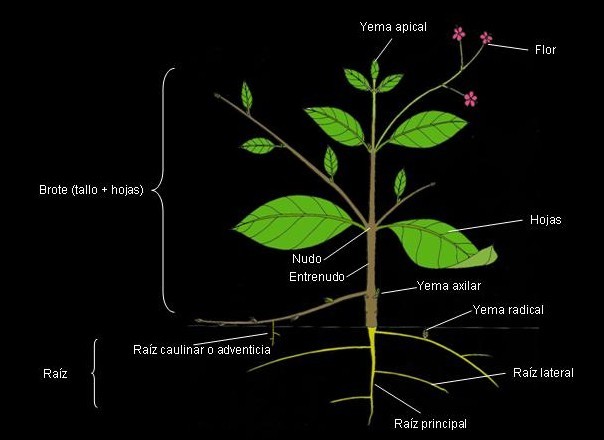 Yema apical
Flor
Brote (tallo + hojas)
Hojas
Nudo
Entrenudo
Yema axilar
Yema radical
Raíz caulinar o adventicia
Raíz
Raíz lateral
Raíz principal